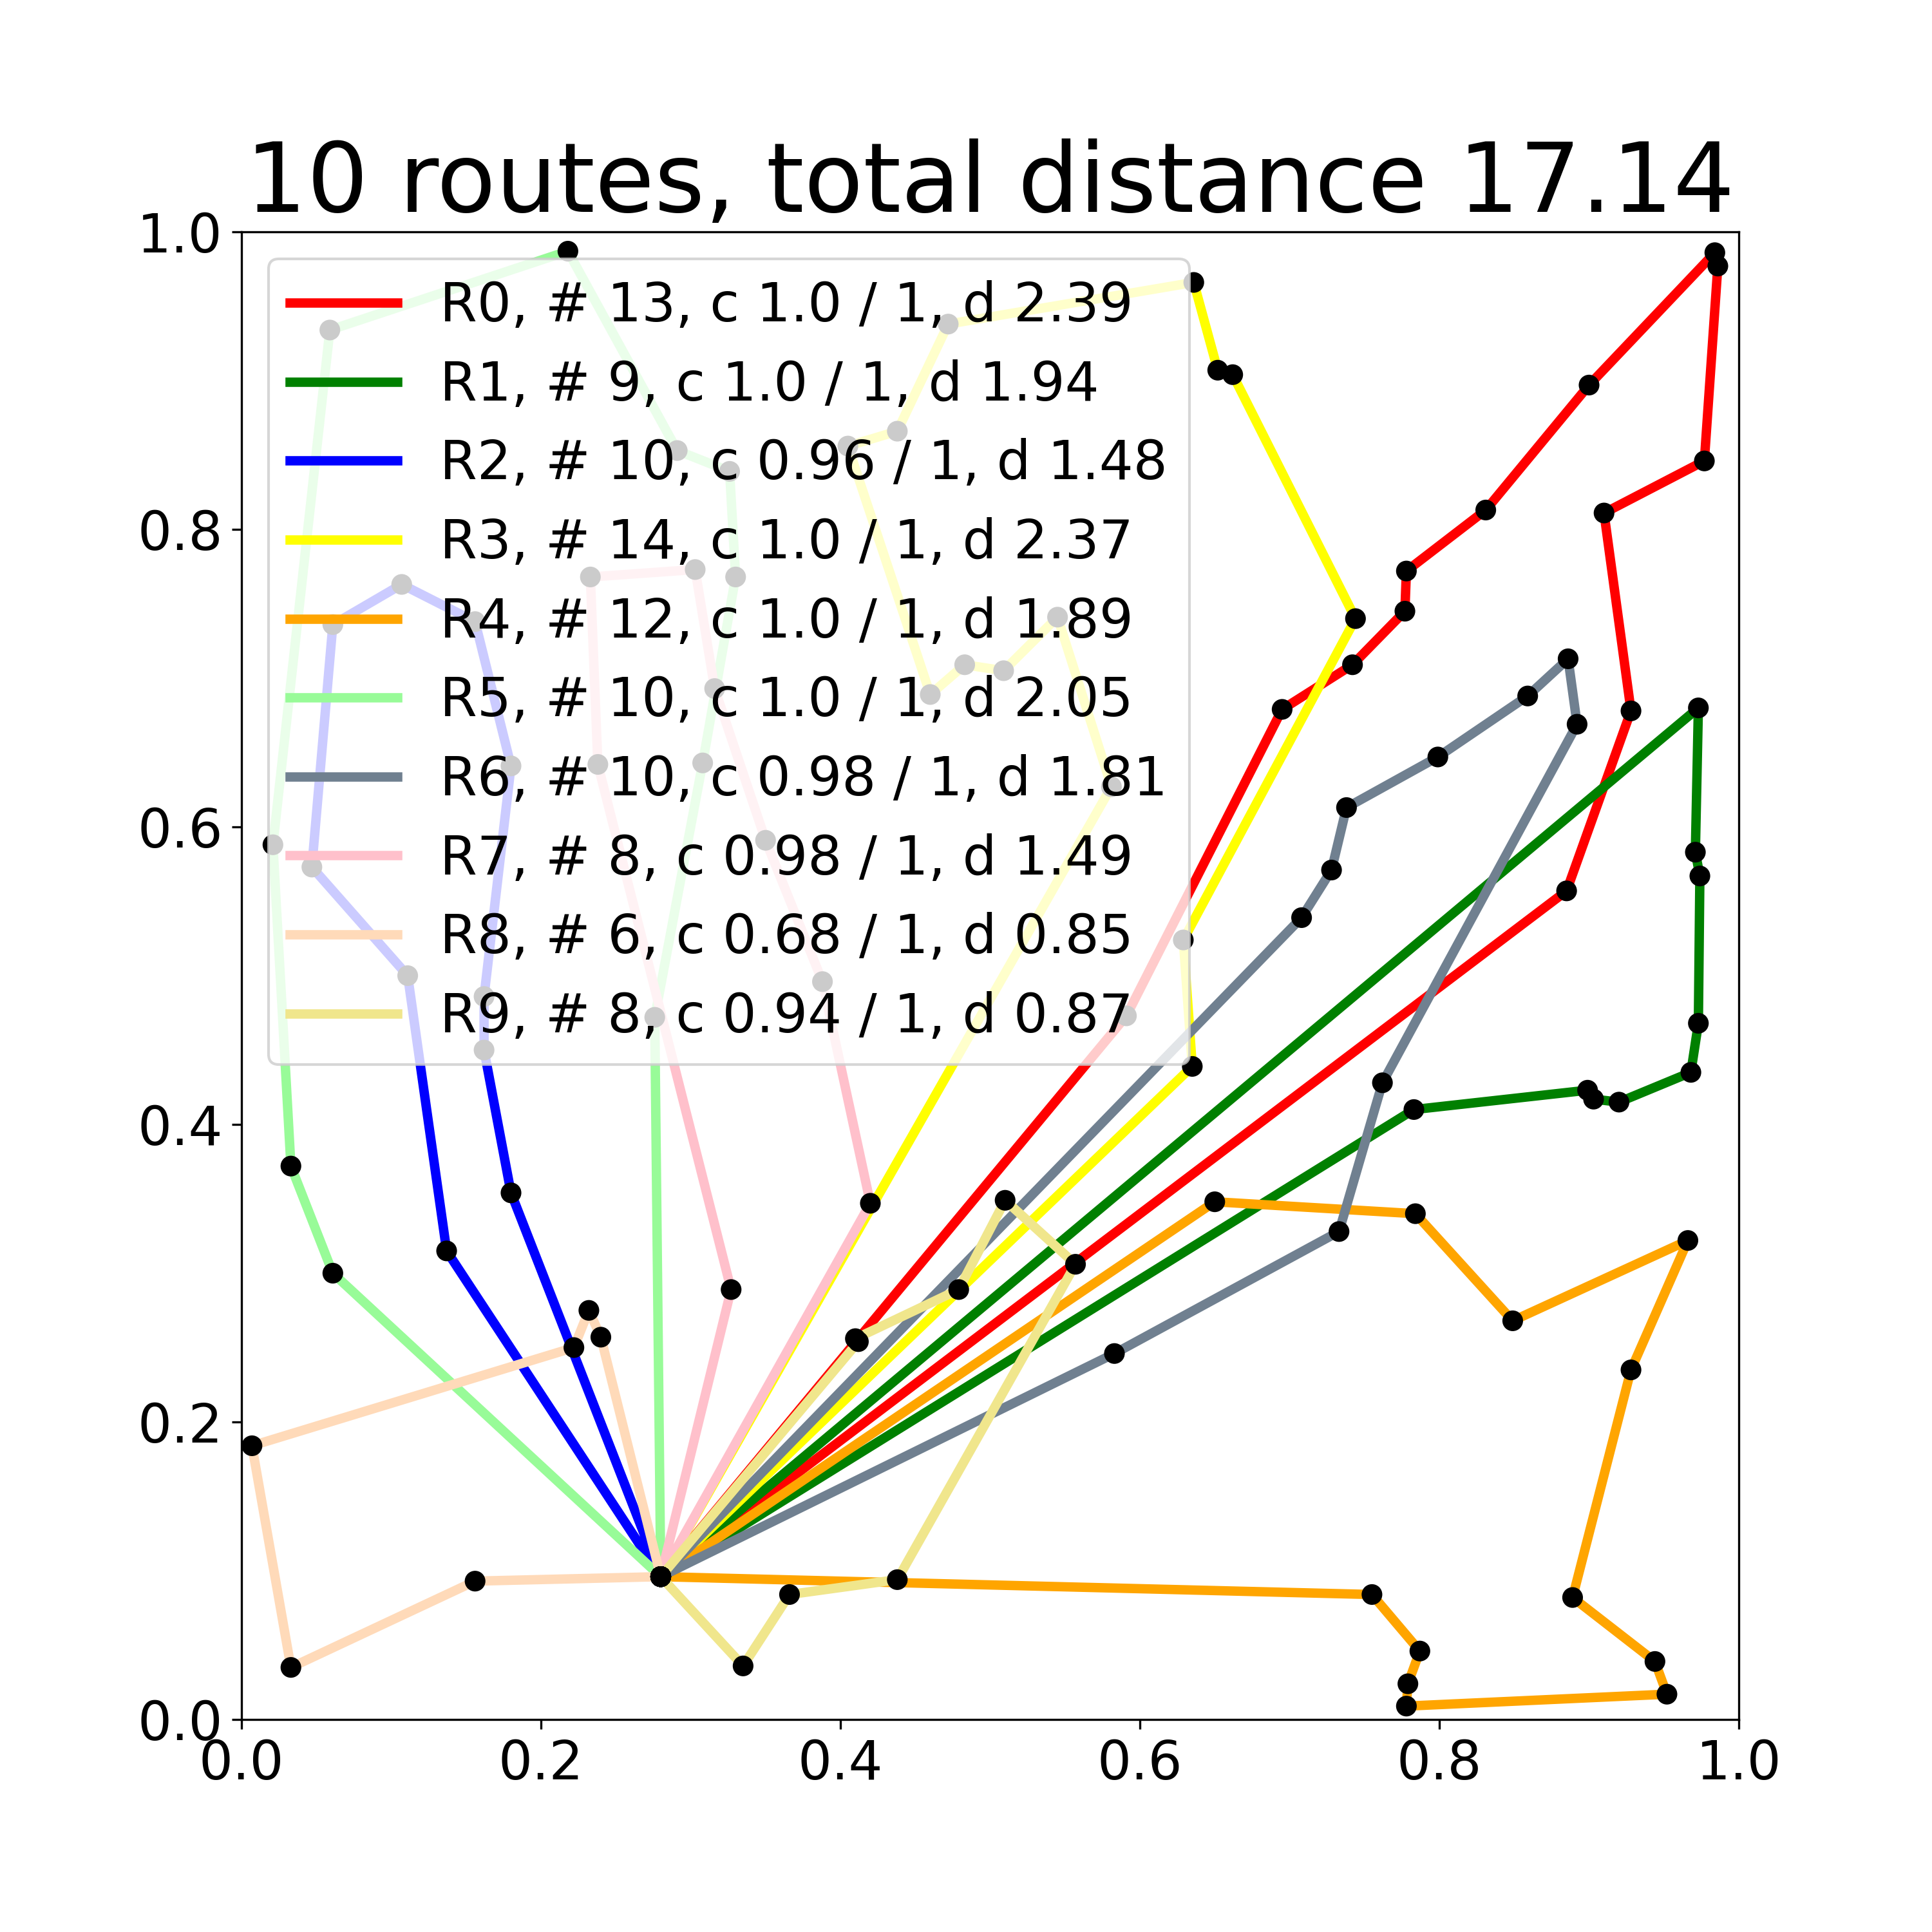 10 routes, total distance 17.14
1.0
0.8
0.6
0.4
0.2
0.0
R0, # 13, c 1.0 / 1, d 2.39
R1, # 9, c 1.0 / 1, d 1.94
R2, # 10, c 0.96 / 1, d 1.48
R3, # 14, c 1.0 / 1, d 2.37
R4, # 12, c 1.0 / 1, d 1.89
R5, # 10, c 1.0 / 1, d 2.05
R6, # 10, c 0.98 / 1, d 1.81
R7, # 8, c 0.98 / 1, d 1.49
R8, # 6, c 0.68 / 1, d 0.85
R9, # 8, c 0.94 / 1, d 0.87
0.0 0.2 0.4 0.6 0.8 1.0